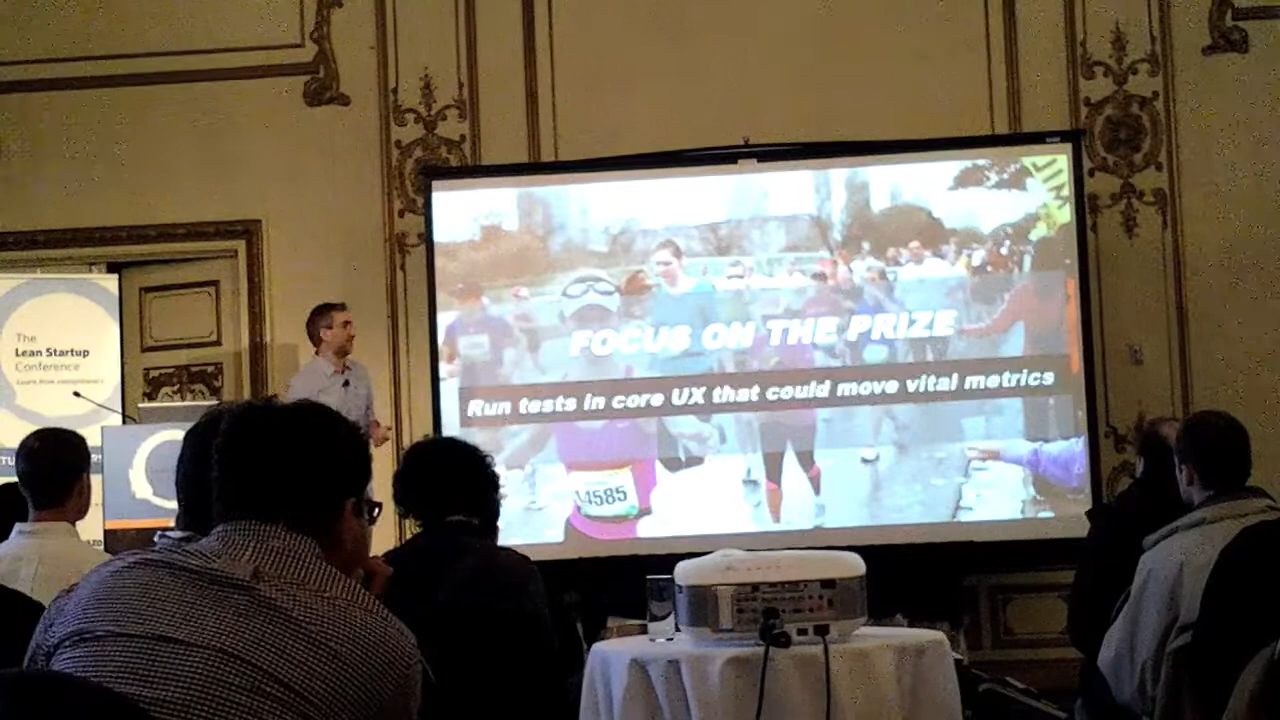 The
Lean Startup
Conference
FOCUS ON THE PRIZE
Run tests in core UX that could move vital metrics
14585